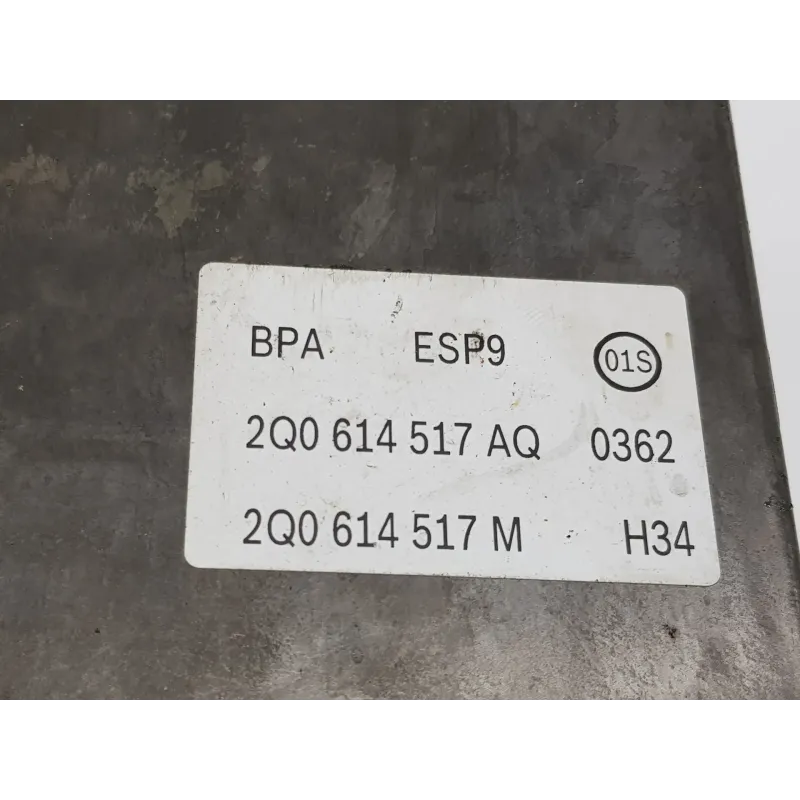 BPA ESP9 01S
2Q0 614 517 AQ 0362
2Q0 614 517 M H34